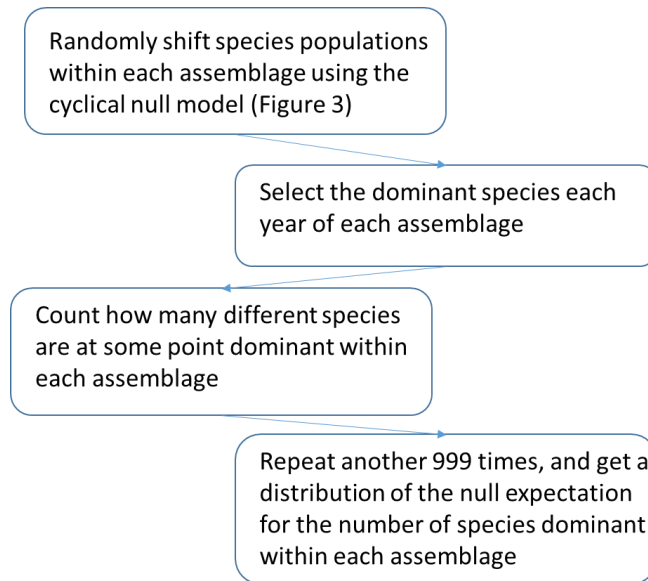 Randomly shift species populations
within each assemblage using the
cyclical null model (Figure 3)
Select the dominant species each
year of each assemblage
Count how many different species
are at some point dominant within
each assemblage
Repeat another 999 times, and get a
distribution of the null expectation
for the number of species dominant
within each assemblage